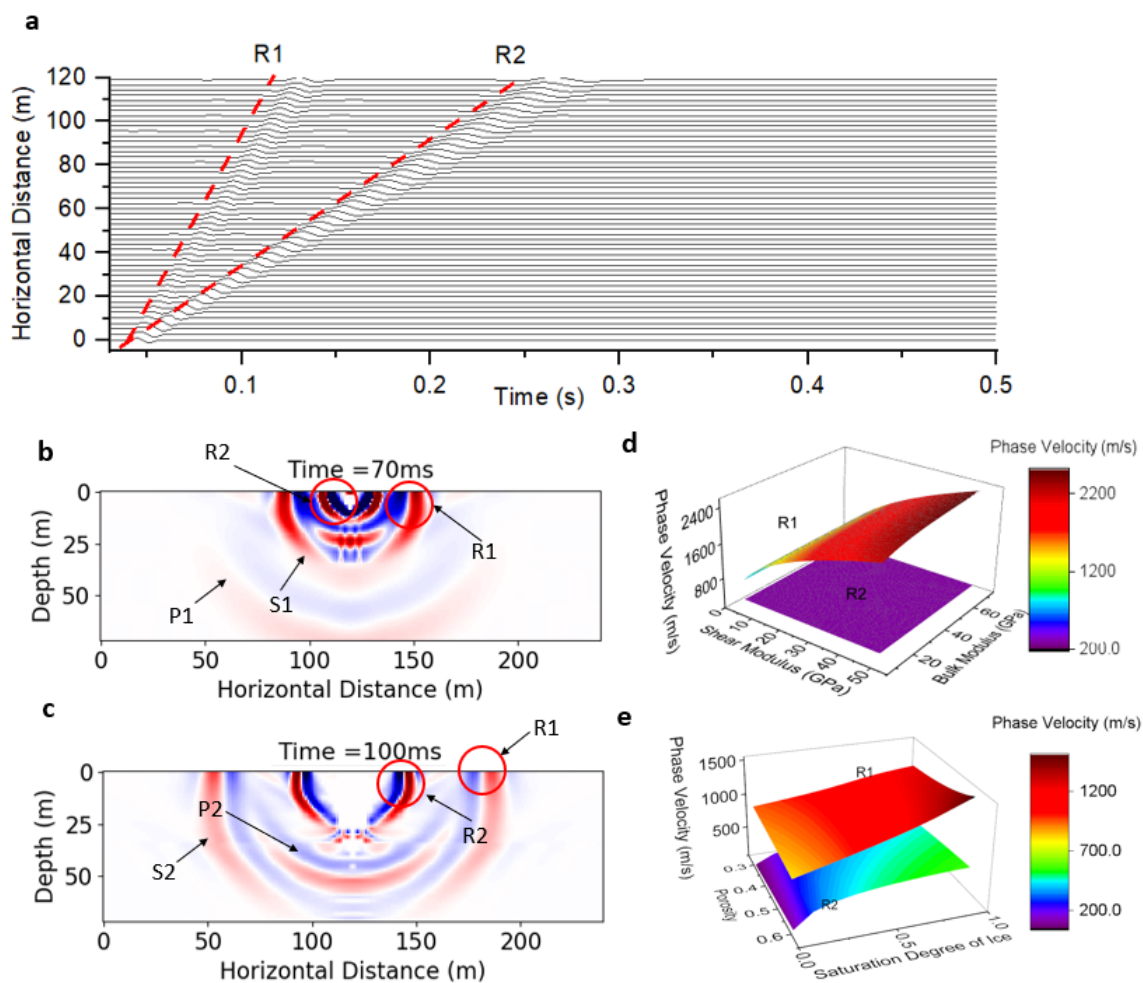 a
R1
R2
120
100
80
60
40
20
0
Horizontal Distance (m)
0.1
0.2
0.3
0.4
0.5
Time (s)
b
R2
Time =70ms
0
25
50
Depth (m)
P1
S1
R1
0
50
100
150
200
Horizontal Distance (m)
c
Time =100ms
R1
0
25
50
Depth (m)
P2
S2
R2
0
50
100
150
200
Horizontal Distance (m)
d
Phase Velocity (m/s)
2400
1600
800
Phase Velocity (m/s)
R1
R2
0
10
20
30
40
50
Shear Modulus (GPa)
20
40
60
Bulk Modulus (GPa)
2200
1200
200.0
e
Phase Velocity (m/s)
1500
1000
500
Phase Velocity (m/s)
R1
R2
0.3
0.4
0.5
0.6
Porosity
0.0
0.5
1.0
Saturation Degree of Ice
1200
700.0
200.0